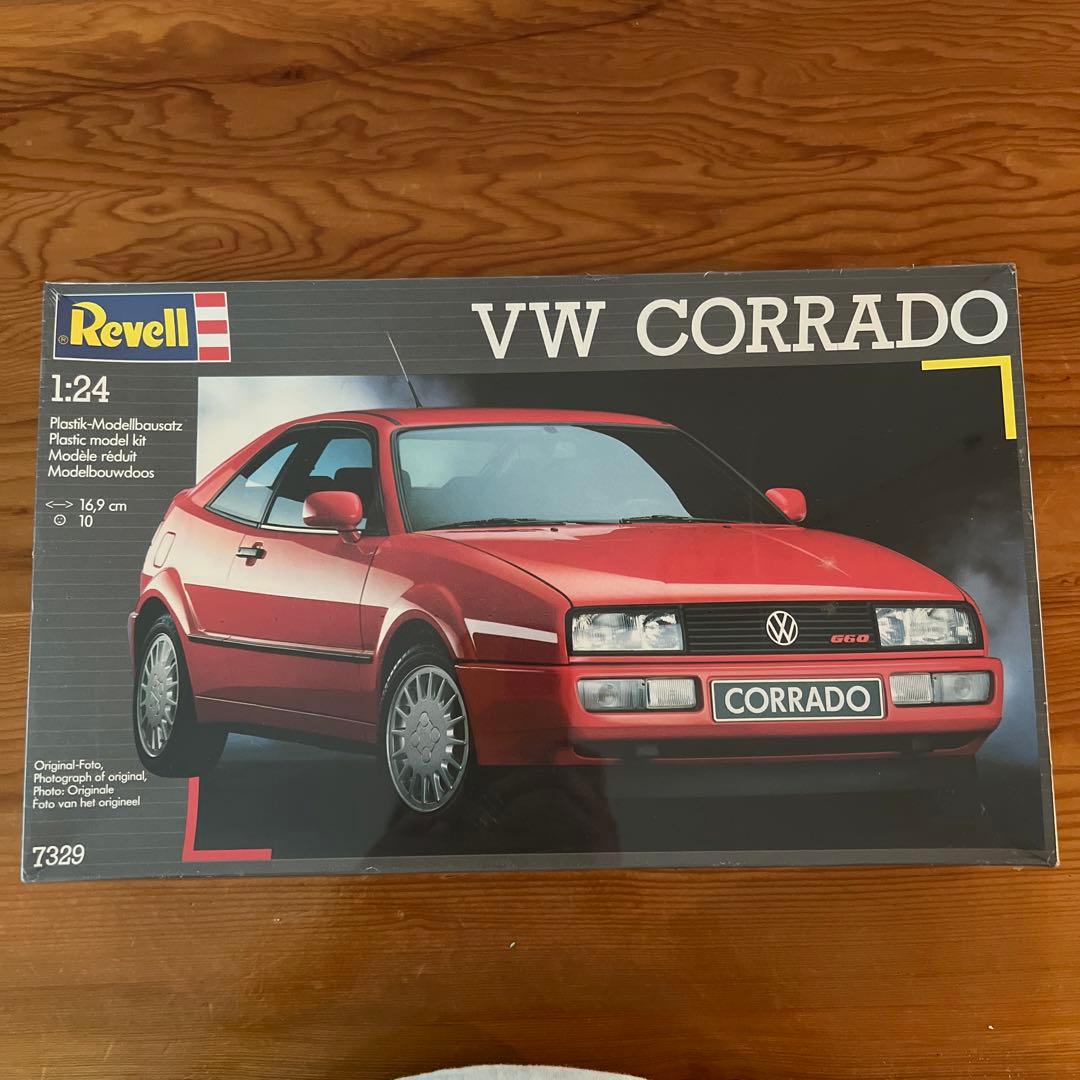 ® Revell
VW CORRADO
1:24
Plastik-Modellbausatz
Plastic model kit
Modèle réduit
Modelbouwdoos
<—> 16,9 cm
☺ 10
VW
G60
CORRADO
Original-Foto,
Photograph of original,
Photo: Originale
Foto van het origineel
7329